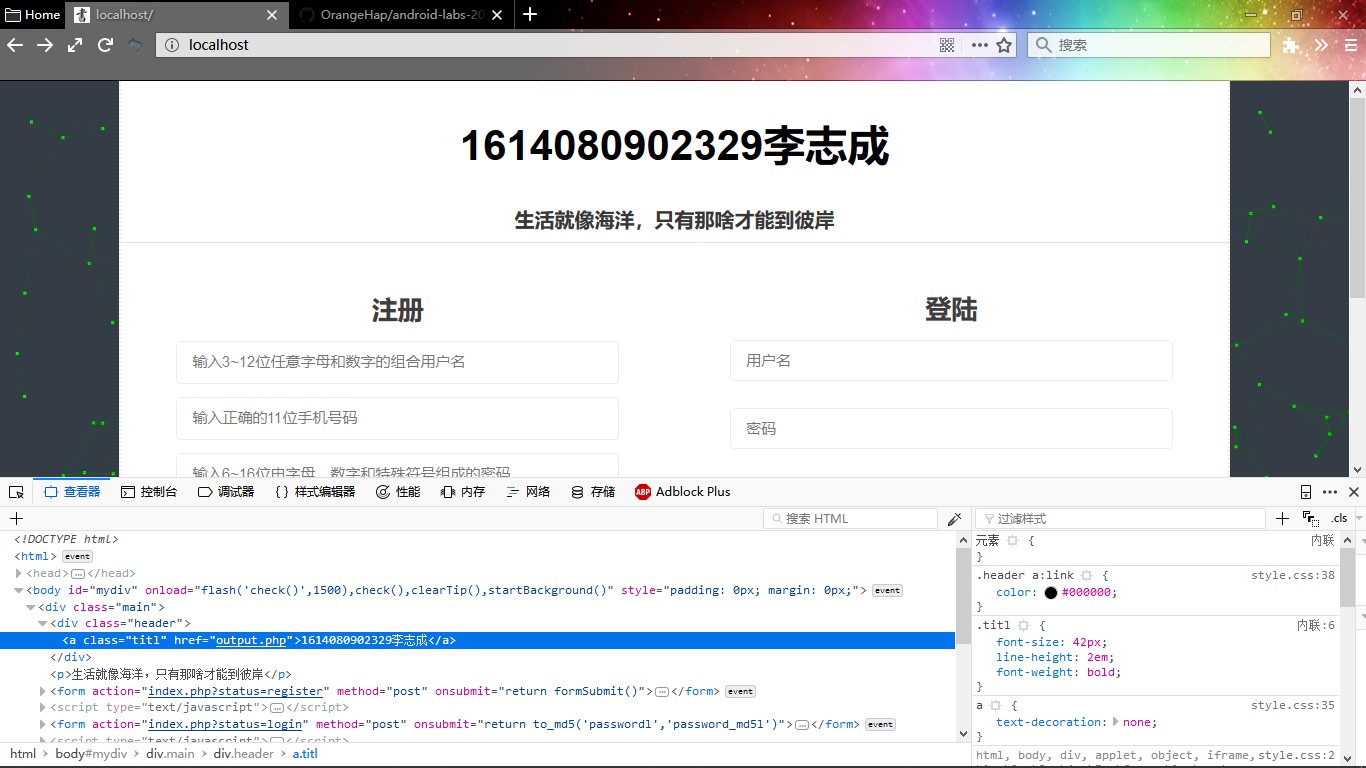 Home
localhost/
OrangeHap/android-labs-20
localhost
搜索
1614080902329李志成
生活就像海洋，只有那啥才能到彼岸
注册
登陆
输入3~12位任意字母和数字的组合用户名
用户名
输入正确的11位手机号码
密码
输入6~16位由字母、数字和特殊符号组成的密码
查看器
控制台
调试器
样式编辑器
性能
内存
网络
存储
ABP Adblock Plus
搜索 HTML
过滤样式
.cls
<!DOCTYPE html>
<html> event
<head></head>
<body id="mydiv" onload="flash('check()',1500),check(),clearTip(),startBackground()" style="padding: 0px; margin: 0px;"> event
<div class="main">
<div class="header">
<a class="titl" href="output.php">1614080902329李志成</a>
</div>
<p>生活就像海洋，只有那啥才能到彼岸</p>
<form action="index.php?status=register" method="post" onsubmit="return formSubmit()"></form> event
<script type="text/javascript"></script>
<form action="index.php?status=login" method="post" onsubmit="return to_md5('passwordl','password_md5l')"></form> event
<script type="text/javascript"></script>
html
body#mydiv
div.main
div.header
a.titl
元素 {
内联
}
.header a:link {
style.css:38
color: #000000;
}
.titl {
内联:6
font-size: 42px;
line-height: 2em;
font-weight: bold;
}
a {
style.css:35
text-decoration: none;
}
html, body, div, applet, object, iframe,
style.css:2